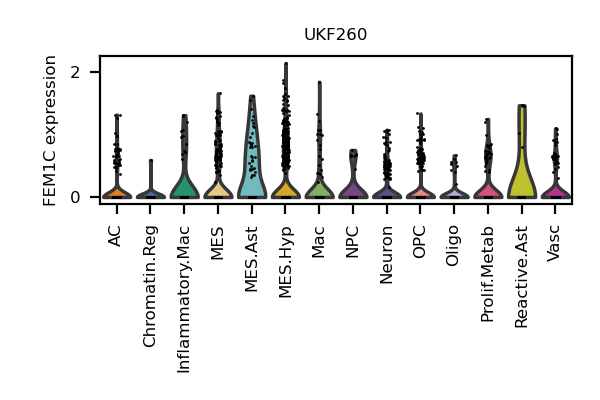 UKF260
FEM1C expression
2
0
AC
Chromatin.Reg
Inflammatory.Mac
MES
MES.Ast
MES.Hyp
Mac
NPC
Neuron
OPC
Oligo
Prolif.Metab
Reactive.Ast
Vasc